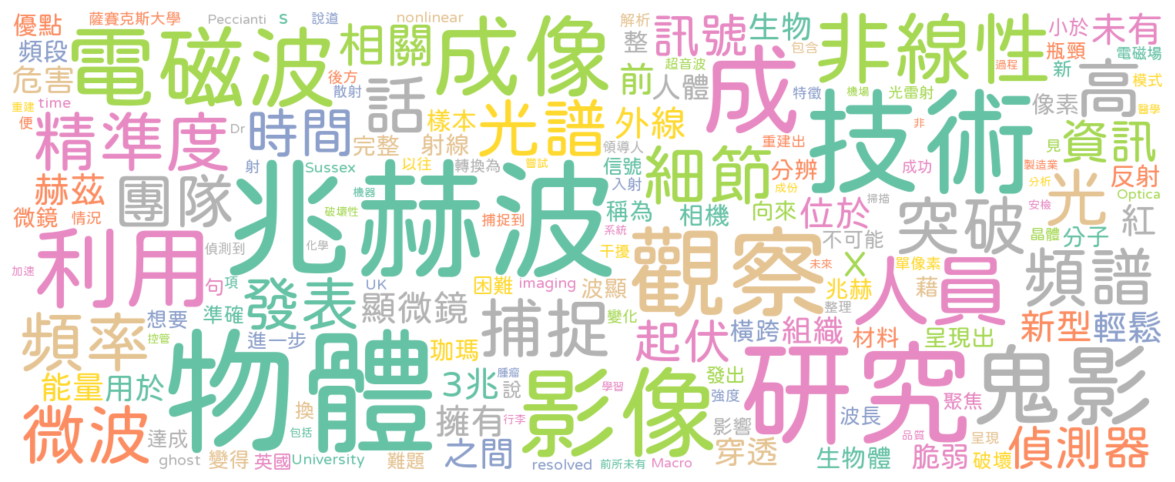 優點 薩賽克斯大學 Peccianti S 說道 nonlinear 解析 整 訊號 生物 包含 非線性 小於 未有
頻段 電磁波 相關 成像 瓶頸 電磁場
危害 後方 散射 話 前 人體 超音波 成 特徵 光雷射 過程 新 高 模式
重建 time 便 精準度 Dr 時間 樣本 光譜 外線 機場 非 像素 醫學
射線 完整 領導人 重建出 技術 見 資訊
赫茲 團隊 射 Sussex 以往 轉換為 嘗試 信號 細節 分辨 成功 製造業 反射
微鏡 情況 機器 兆赫波 入射 稱為 相機 向來 位於 掃描 分析 安檢 Optica
偵測到 破壞性 捕捉到 系統 干擾 觀察 不可能 突破 光 晶體 分子 紅
加速 利用 句 項 化學 UK 困難 imaging 波顯 未來 X 人員 單像素 頻譜
準確 發表 顯微鏡 捕捉 變化 兆赫 藉 整理
頻率 想要 控管 進一步 珈瑪 起伏 橫跨 組織 材料 呈現出 新型 輕鬆
能量 用於 物體 3兆 腫瘤 說 學習 影像 發出 強度 研究 聚焦 鬼影
微波 換 包括 擁有 行李 影響 波長 品質 呈現
達成 ghost 變得 英國 University 難題 之間 resolved 前所未有 Macro 穿透 成份 生物體 脆弱 破壞 偵測器